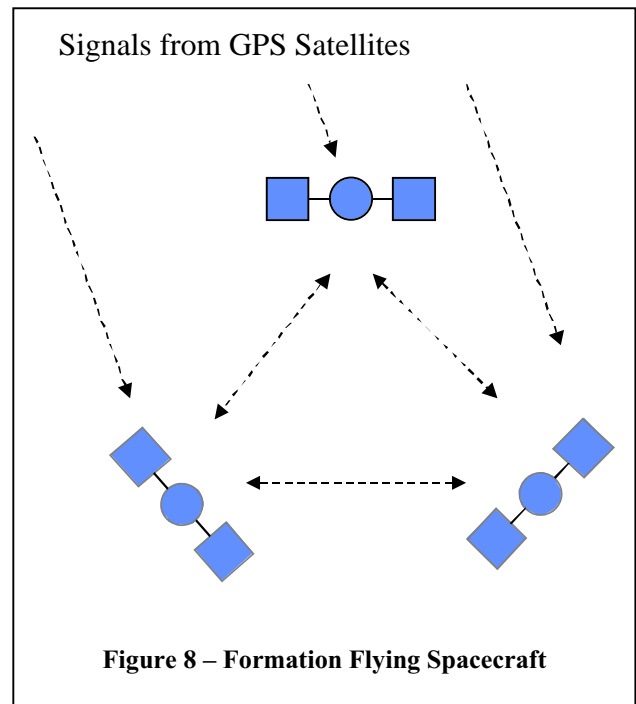 Signals from GPS Satellites
Figure 8 – Formation Flying Spacecraft